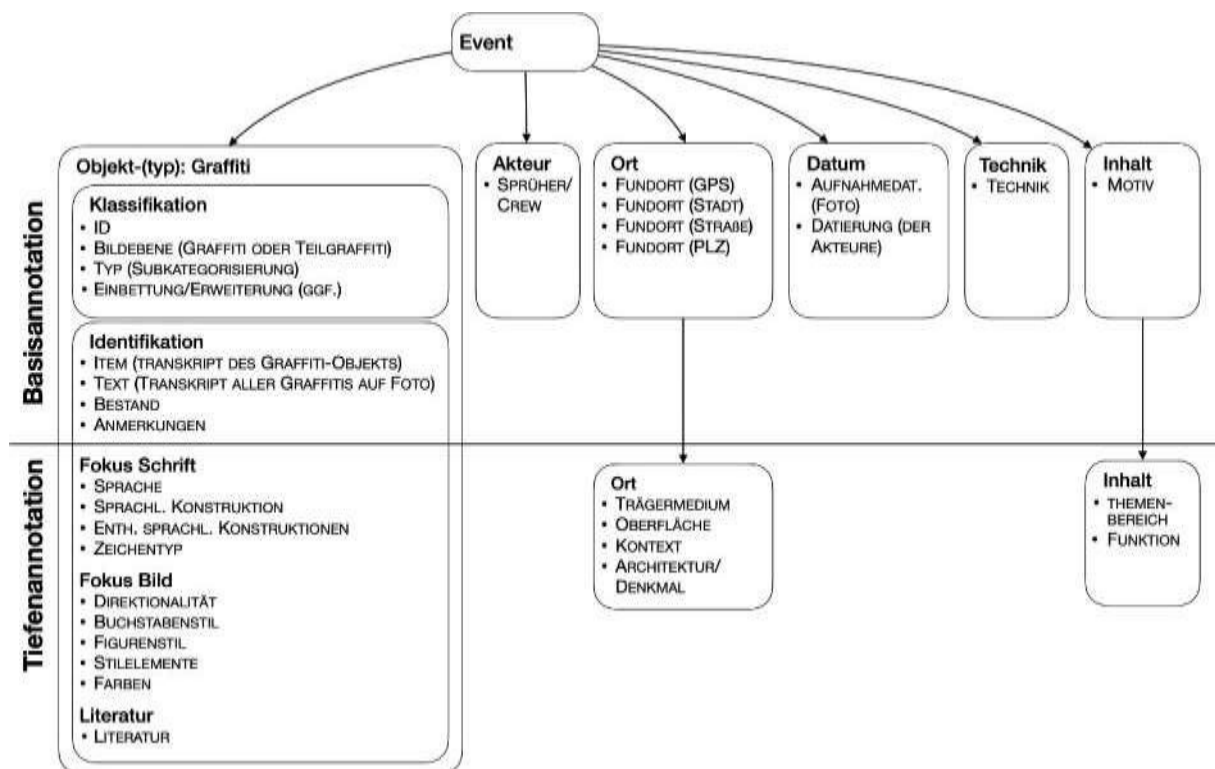 Event
Basisannotation
Objekt-(typ): Graffiti
Klassifikation
• ID
• Bildebene (Graffiti oder Teilgraffiti)
• Typ (Subkategorisierung)
• Einbettung/Erweiterung (ggf.)
Identifikation
• Item (transkript des Graffiti-Objekts)
• Text (Transkript aller Graffitis auf Foto)
• Bestand
• Anmerkungen
Akteur
• Sprüher/
Crew
Ort
• Fundort (GPS)
• Fundort (Stadt)
• Fundort (Straße)
• Fundort (PLZ)
Datum
• Aufnahmedat.
(Foto)
• Datierung (der
Akteure)
Technik
• Technik
Inhalt
• Motiv
Tiefenannotation
Fokus Schrift
• Sprache
• Sprachl. Konstruktion
• Enth. sprachl. Konstruktionen
• Zeichentyp
Fokus Bild
• Direktionalität
• Buchstabenstil
• Figurenstil
• Stilelemente
• Farben
Literatur
• Literatur
Ort
• Trägermedium
• Oberfläche
• Kontext
• Architektur/
Denkmal
Inhalt
• themen-
bereich
• Funktion